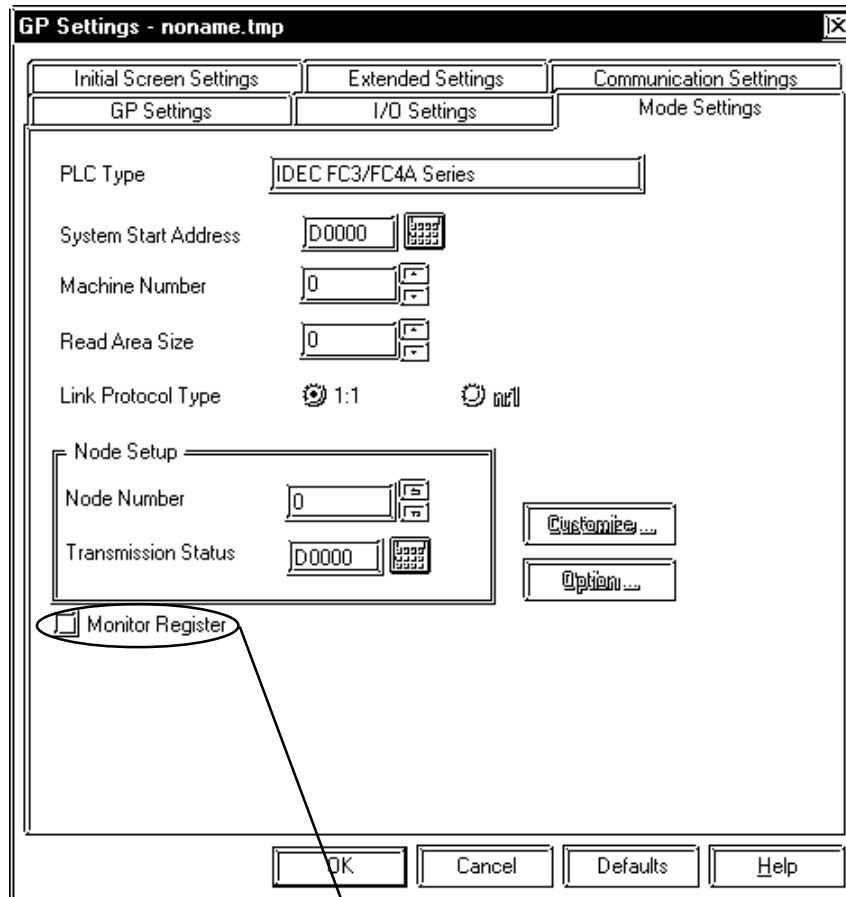 GP Settings - noname.tmp
Initial Screen Settings Extended Settings Communication Settings
GP Settings I/O Settings Mode Settings
PLC Type IDEC FC3/FC4A Series
System Start Address D0000
Machine Number 0
Read Area Size 0
Link Protocol Type 1:1 n:1
Node Setup
Node Number 0
Transmission Status D0000
Customize ...
Option ...
Monitor Register
OK Cancel Defaults Help